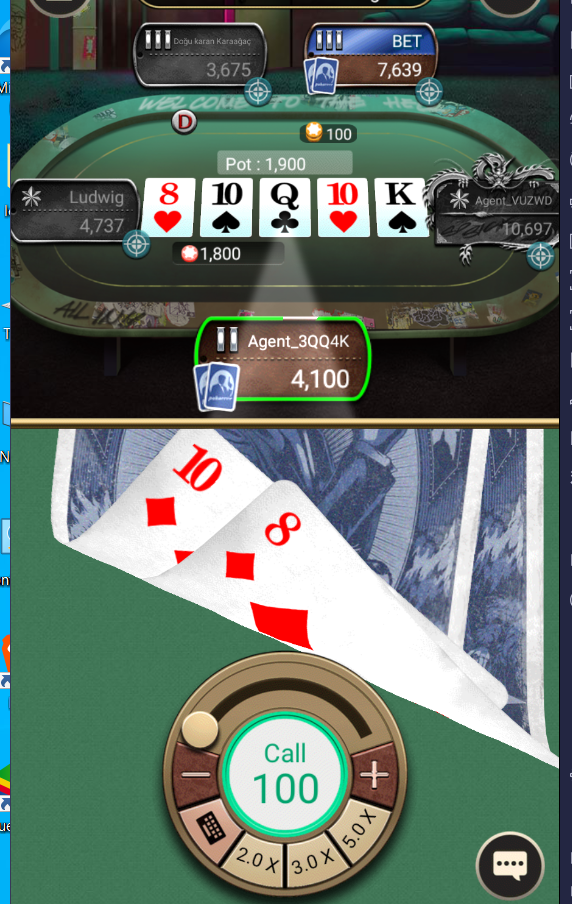 Doğu karan Karaağaç
3,675
BET
7,639
WELCOME TO THE
D
100
Pot : 1,900
Ludwig
4,737
8
10
Q
10
K
Agent_VUZWD
10,697
1,800
ALL IN
Agent_3QQ4K
4,100
10
8
Call
100
2.0 X
3.0 X
5.0 X